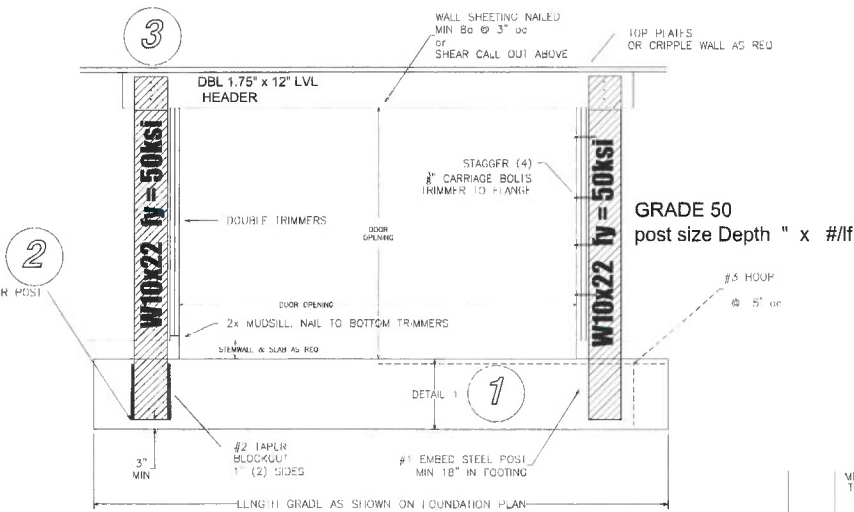 3
WALL SHEETING NAILED
MIN 8d @ 3" oc
or
SHEAR CALL OUT ABOVE
TOP PLATES
OR CRIPPLE WALL AS REQ
DBL 1.75" x 12" LVL
HEADER
W10x22 fy = 50ksi
STAGGER (4)
CARRIAGE BOLTS
TRIMMER TO FLANGE
W10x22 fy = 50ksi
GRADE 50
post size Depth " x #/lf
DOUBLE TRIMMERS
DOOR
OPENING
2
R POST
#3 HOOP
@ 5" oc
DOOR OPENING
2x MUDSILL, NAIL TO BOTTOM TRIMMERS
STEMWALL & SLAB AS REQ
DETAIL 1
1
#2 TAPER
BLOCKOUT
1" (2) SIDES
3"
MIN
#1 EMBED STEEL POST
MIN 18" IN FOOTING
LENGTH GRADE AS SHOWN ON FOUNDATION PLAN